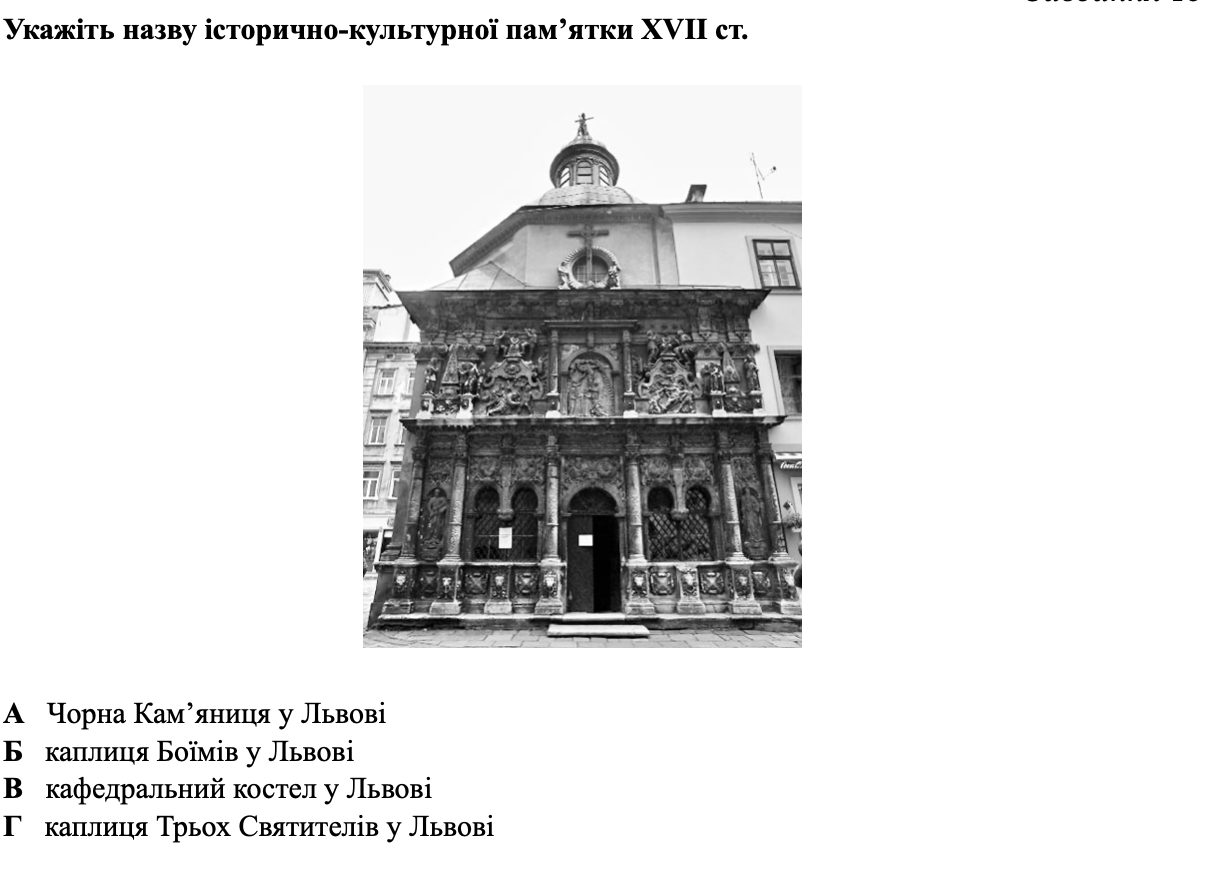 Укажіть назву історично-культурної пам’ятки XVII ст.
А Чорна Кам’яниця у Львові
Б каплиця Боїмів у Львові
В кафедральний костел у Львові
Г каплиця Трьох Святителів у Львові